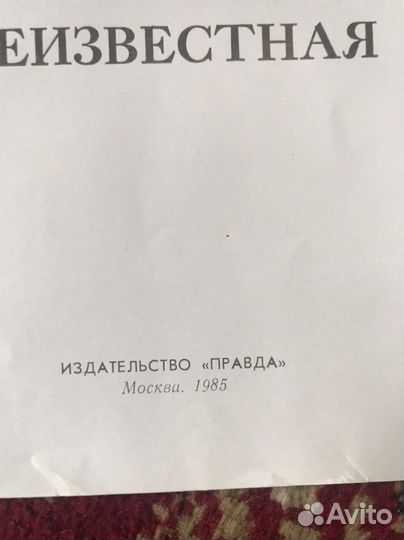 ЕИЗВЕСТНАЯ
ИЗДАТЕЛЬСТВО «ПРАВДА»
Москва. 1985
Avito